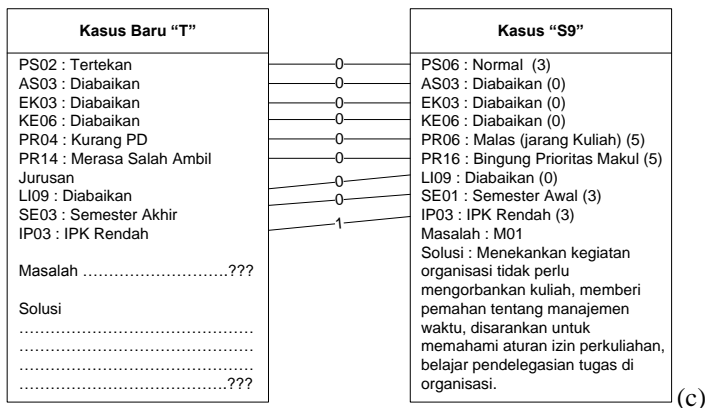 Kasus Baru “T”
PS02 : Tertekan
AS03 : Diabaikan
EK03 : Diabaikan
KE06 : Diabaikan
PR04 : Kurang PD
PR14 : Merasa Salah Ambil
Jurusan
LI09 : Diabaikan
SE03 : Semester Akhir
IP03 : IPK Rendah
Masalah ……………………….???
Solusi
……………………………………
……………………………………
……………………………………
………………………………….???
0
0
0
0
0
0
0
0
1
Kasus “S9”
PS06 : Normal (3)
AS03 : Diabaikan (0)
EK03 : Diabaikan (0)
KE06 : Diabaikan (0)
PR06 : Malas (jarang Kuliah) (5)
PR16 : Bingung Prioritas Makul (5)
LI09 : Diabaikan (0)
SE01 : Semester Awal (3)
IP03 : IPK Rendah (3)
Masalah : M01
Solusi : Menekankan kegiatan
organisasi tidak perlu
mengorbankan kuliah, memberi
pemahan tentang manajemen
waktu, disarankan untuk
memahami aturan izin perkuliahan,
belajar pendelegasian tugas di
organisasi.
(c)